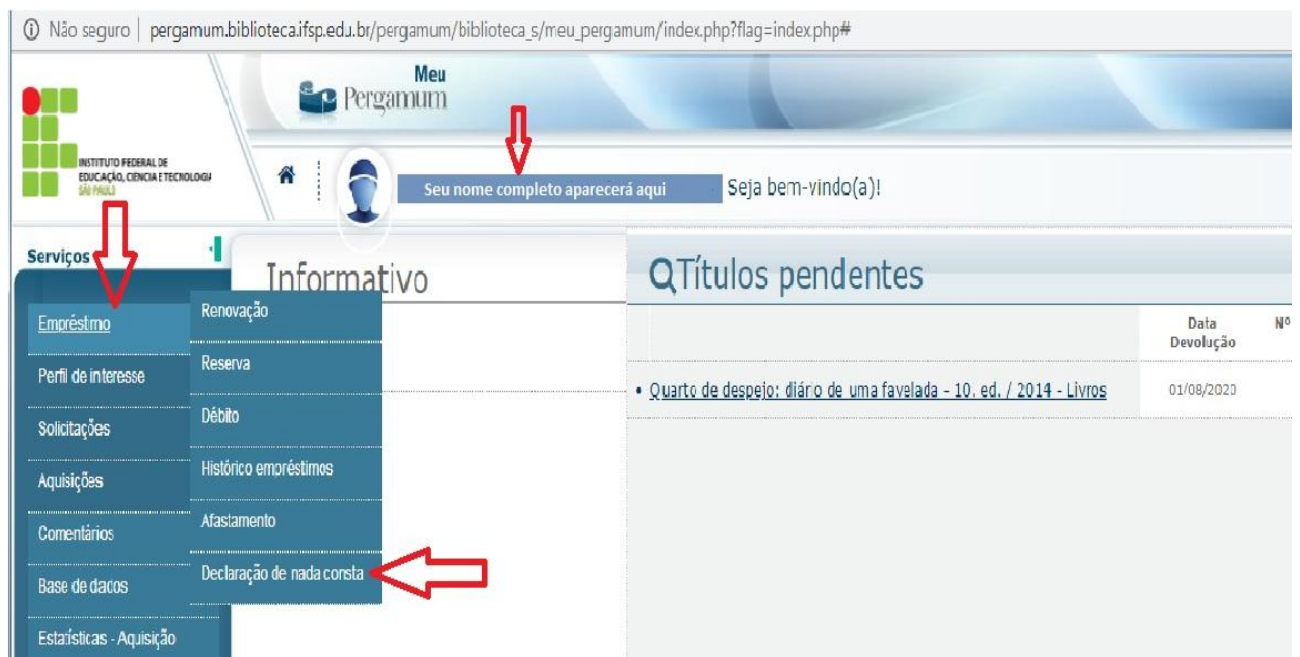 Não seguro | pergamum.biblioteca.ifsp.edu.br/pergamum/biblioteca_s/meu_pergamum/index.php?flag=index.php#
Meu
Pergamum
INSTITUTO FEDERAL DE
EDUCAÇÃO, CIÊNCIA E TECNOLOGIA
SÃO PAULO
Seu nome completo aparecerá aqui
Seja bem-vindo(a)!
Serviços
Empréstimo
Perfil de interesse
Solicitações
Aquisições
Comentários
Base de dados
Estatísticas - Aquisição
Renovação
Reserva
Débito
Histórico empréstimos
Afastamento
Declaração de nada consta
Informativo
Títulos pendentes
Data
Devolução
Nº
• Quarto de despejo: diário de uma favelada - 10. ed. / 2014 - Livros
01/08/2020